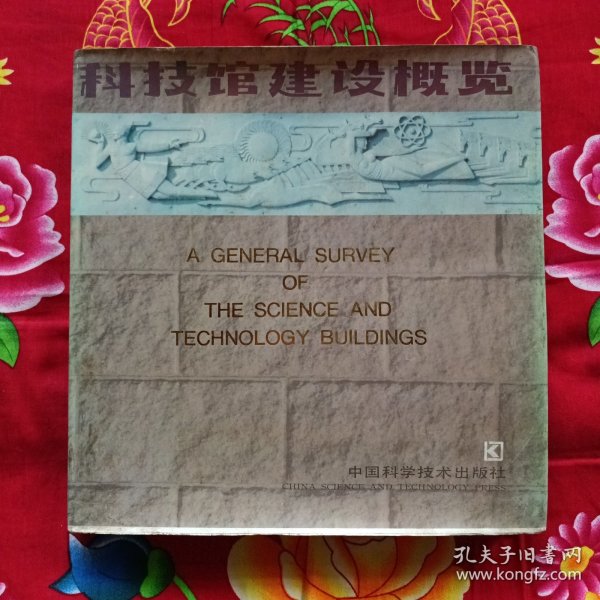 科技馆建设概览
A GENERAL SURVEY
OF
THE SCIENCE AND
TECHNOLOGY BUILDINGS
中国科学技术出版社
CHINA SCIENCE AND TECHNOLOGY PRESS
孔夫子旧书网
www.kongfz.com